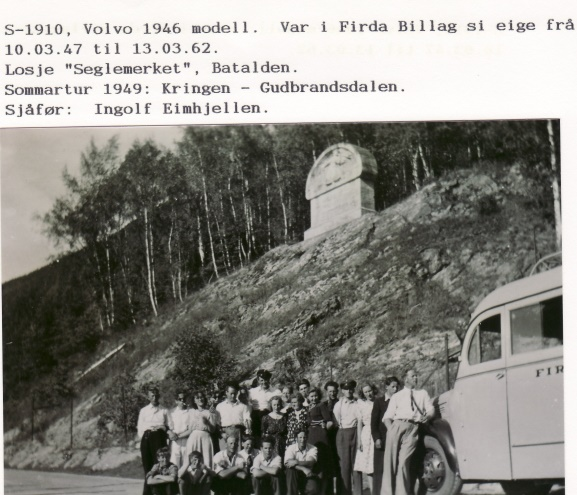 S-1910, Volvo 1946 modell. Var i Firda Billag si eige frå
10.03.47 til 13.03.62.
Losje "Seglemerket", Batalden.
Sommartur 1949: Kringen - Gudbrandsdalen.
Sjåfør: Ingolf Eimhjellen.
FIR